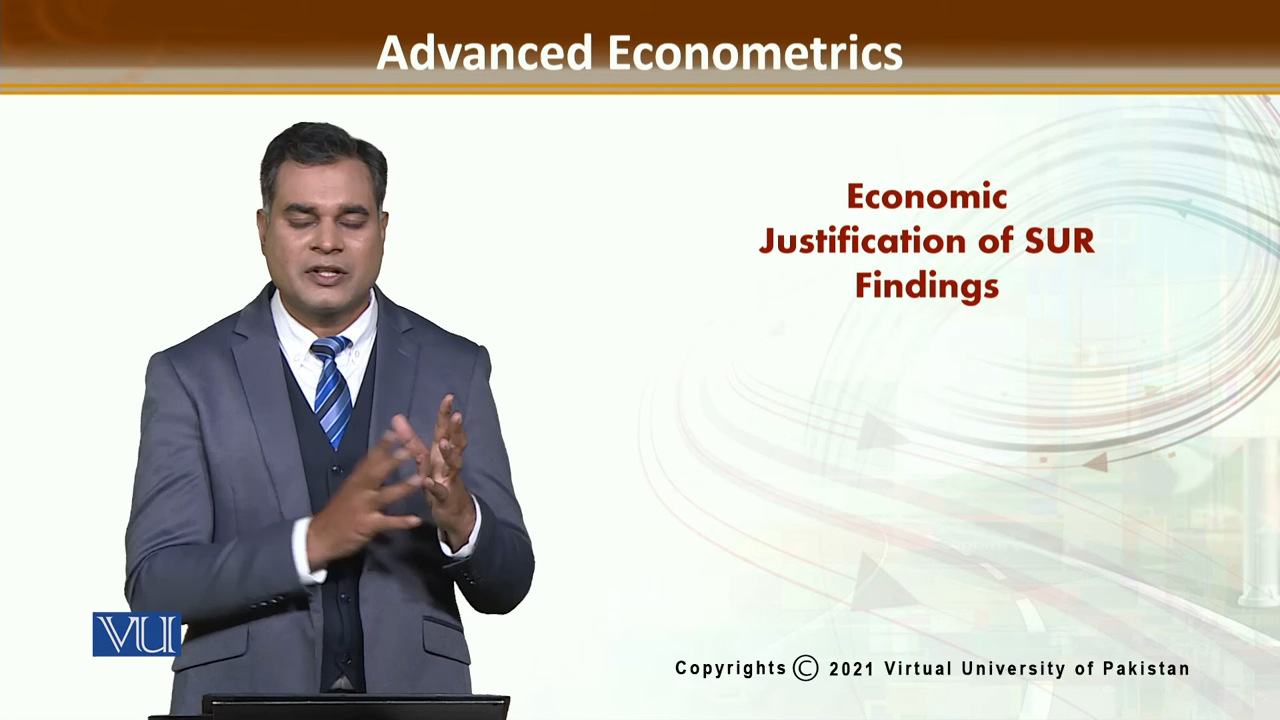 Advanced Econometrics
Economic
Justification of SUR
Findings
VU
Copyrights © 2021 Virtual University of Pakistan